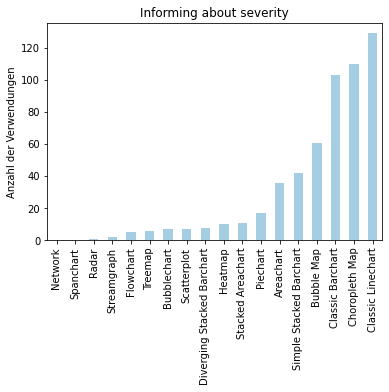 Informing about severity
Anzahl der Verwendungen
120
100
80
60
40
20
0
Network
Spanchart
Radar
Streamgraph
Flowchart
Treemap
Bubblechart
Scatterplot
Diverging Stacked Barchart
Heatmap
Stacked Areachart
Piechart
Areachart
Simple Stacked Barchart
Bubble Map
Classic Barchart
Choropleth Map
Classic Linechart